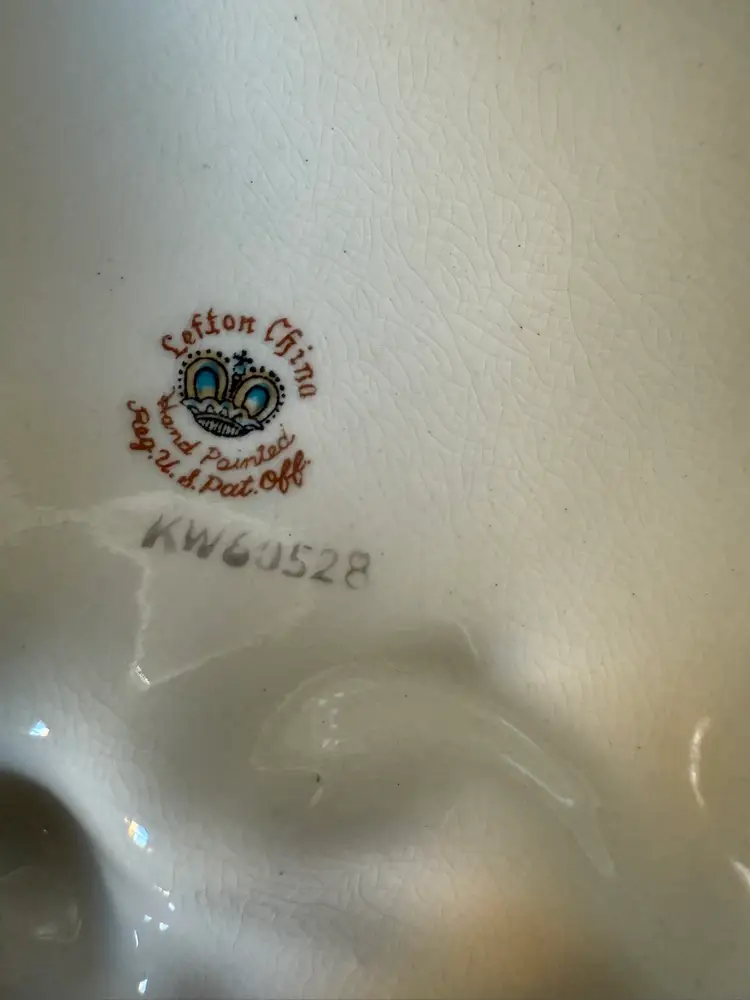 Lefton China
Hand Painted
Reg. U. S. Pat. Off.
KW60528